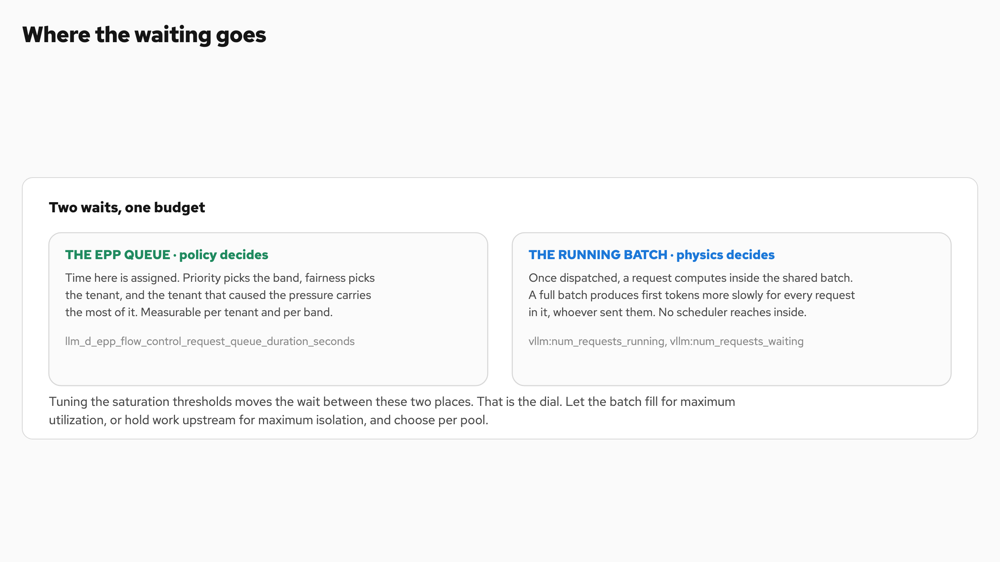 Where the waiting goes
Two waits, one budget
THE EPP QUEUE · policy decides
Time here is assigned. Priority picks the band, fairness picks
the tenant, and the tenant that caused the pressure carries
the most of it. Measurable per tenant and per band.
llm_d_epp_flow_control_request_queue_duration_seconds
THE RUNNING BATCH · physics decides
Once dispatched, a request computes inside the shared batch.
A full batch produces first tokens more slowly for every request
in it, whoever sent them. No scheduler reaches inside.
vllm:num_requests_running, vllm:num_requests_waiting
Tuning the saturation thresholds moves the wait between these two places. That is the dial. Let the batch fill for maximum
utilization, or hold work upstream for maximum isolation, and choose per pool.